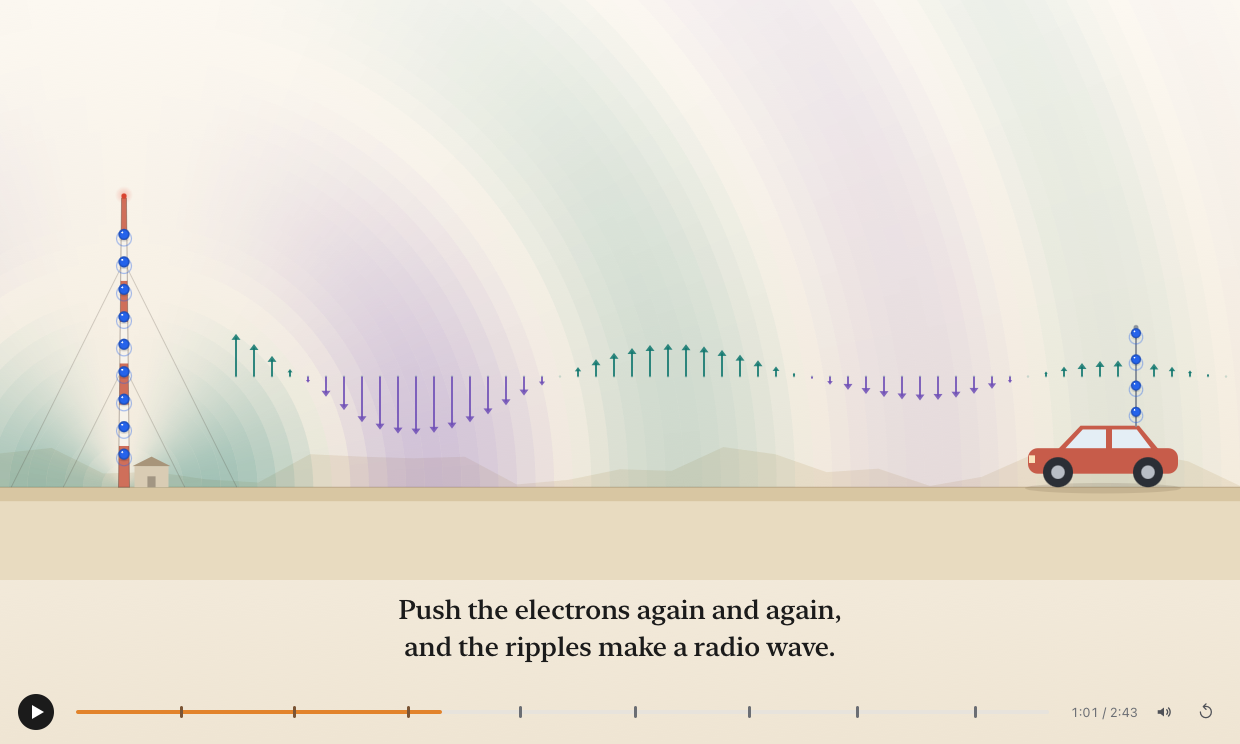 Push the electrons again and again,
and the ripples make a radio wave.
1:01 / 2:43